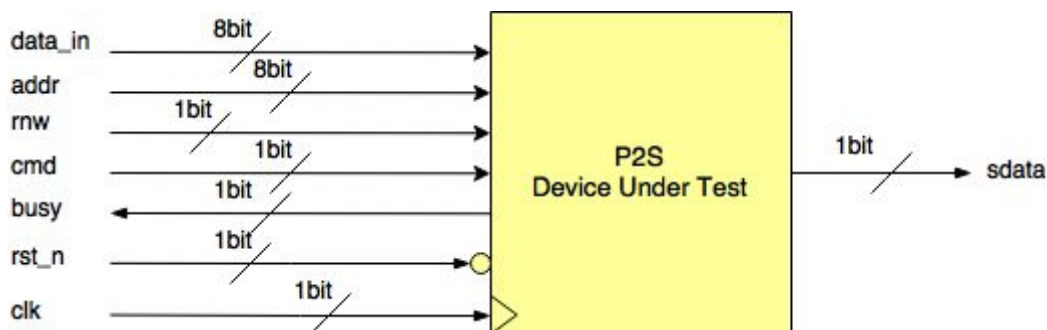 data_in 8bit
addr 8bit
rnw 1bit
cmd 1bit
busy 1bit
rst_n 1bit
clk 1bit
P2S
Device Under Test
1bit
sdata